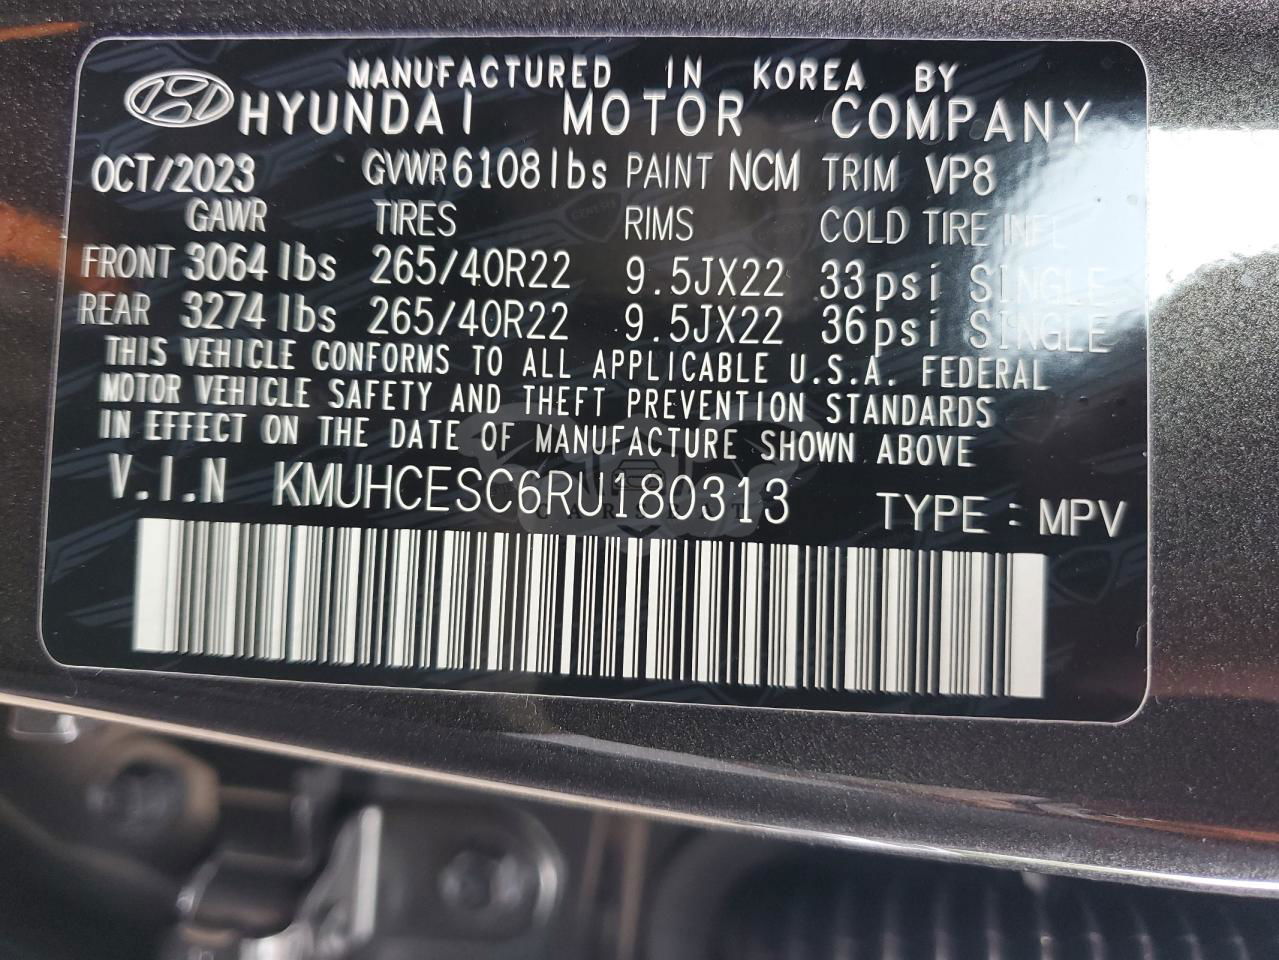 MANUFACTURED IN KOREA BY
HYUNDAI MOTOR COMPANY
OCT/2023 GVWR 6108 lbs PAINT NCM TRIM VP8
GAWR TIRES RIMS COLD TIRE INFL
FRONT 3064 lbs 265/40R22 9.5JX22 33 psi SINGLE
REAR 3274 lbs 265/40R22 9.5JX22 36 psi SINGLE
THIS VEHICLE CONFORMS TO ALL APPLICABLE U.S.A. FEDERAL
MOTOR VEHICLE SAFETY AND THEFT PREVENTION STANDARDS
IN EFFECT ON THE DATE OF MANUFACTURE SHOWN ABOVE
V.I.N KMUHCESC6RU180313 TYPE : MPV